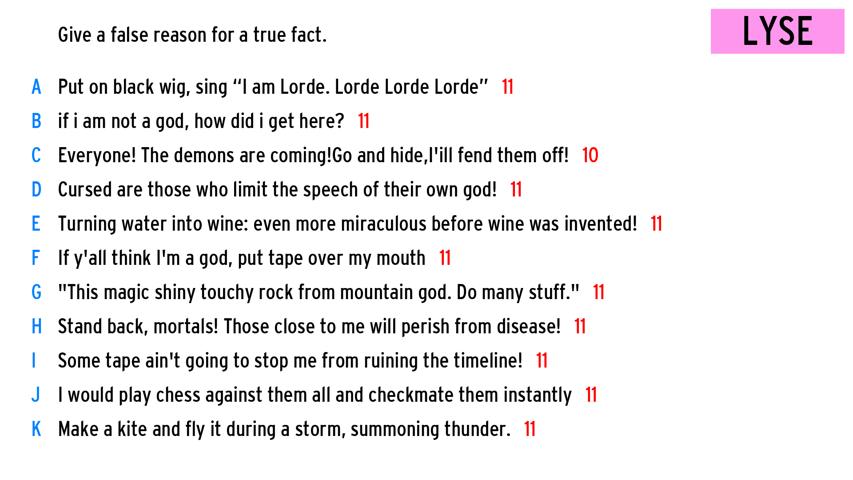 Give a false reason for a true fact.
LYSE
A Put on black wig, sing “I am Lorde. Lorde Lorde Lorde” 11
B if i am not a god, how did i get here? 11
C Everyone! The demons are coming!Go and hide,I'ill fend them off! 10
D Cursed are those who limit the speech of their own god! 11
E Turning water into wine: even more miraculous before wine was invented! 11
F If y'all think I'm a god, put tape over my mouth 11
G "This magic shiny touchy rock from mountain god. Do many stuff." 11
H Stand back, mortals! Those close to me will perish from disease! 11
I Some tape ain't going to stop me from ruining the timeline! 11
J I would play chess against them all and checkmate them instantly 11
K Make a kite and fly it during a storm, summoning thunder. 11